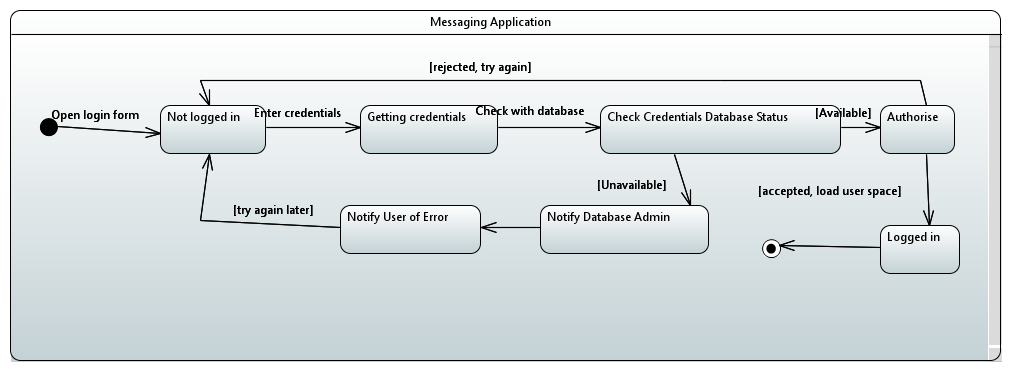 Messaging Application
[rejected, try again]
Open login form
Not logged in
Enter credentials
Getting credentials
Check with database
Check Credentials Database Status
[Available]
Authorise
[Unavailable]
[accepted, load user space]
[try again later]
Notify User of Error
Notify Database Admin
Logged in